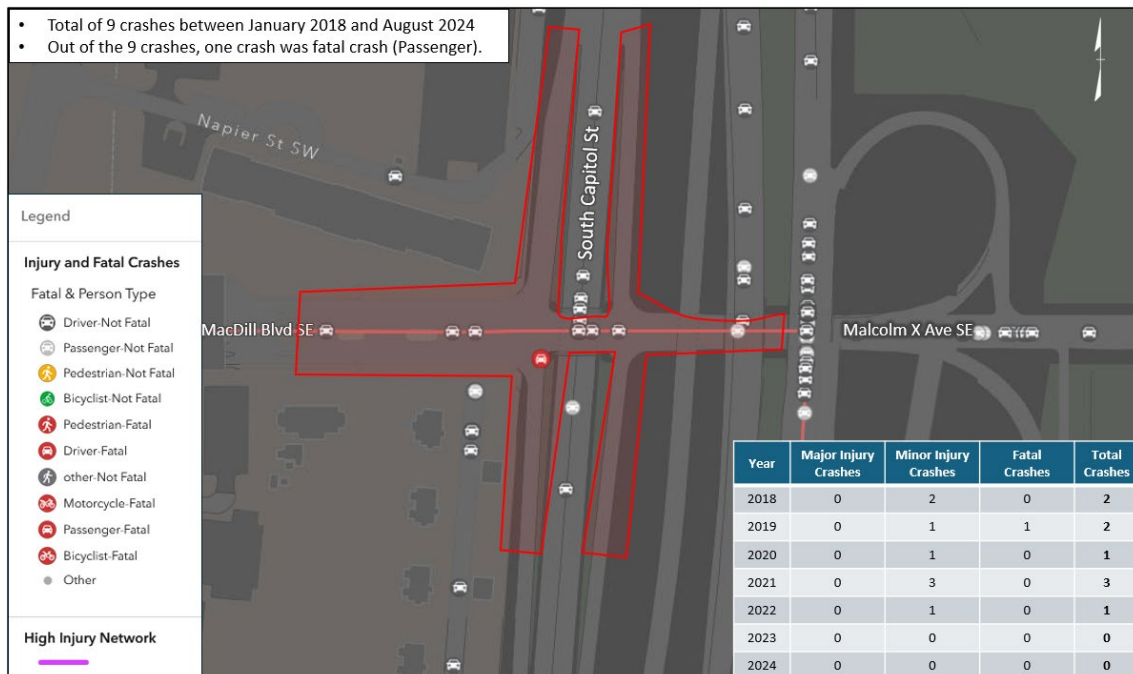 • Total of 9 crashes between January 2018 and August 2024
• Out of the 9 crashes, one crash was fatal crash (Passenger).
Napier St SW
South Capitol St
MacDill Blvd SE
Malcolm X Ave SE
Legend
Injury and Fatal Crashes
Fatal & Person Type
Driver-Not Fatal
Passenger-Not Fatal
Pedestrian-Not Fatal
Bicyclist-Not Fatal
Pedestrian-Fatal
Driver-Fatal
other-Not Fatal
Motorcycle-Fatal
Passenger-Fatal
Bicyclist-Fatal
Other
High Injury Network
Year Major Injury Crashes Minor Injury Crashes Fatal Crashes Total Crashes
2018 0 2 0 2
2019 0 1 1 2
2020 0 1 0 1
2021 0 3 0 3
2022 0 1 0 1
2023 0 0 0 0
2024 0 0 0 0